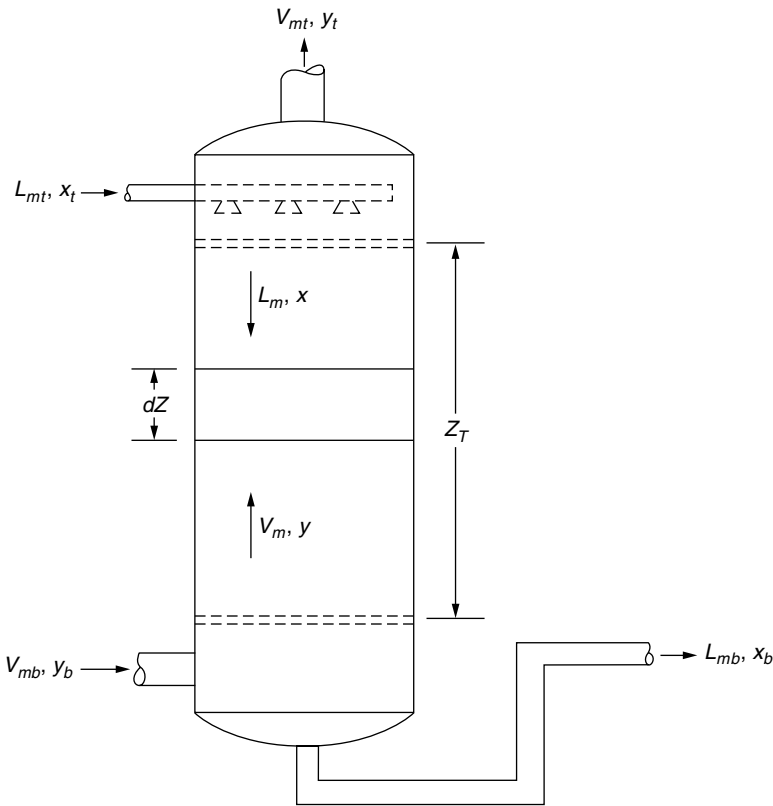 V_mt, y_t
L_mt, x_t
L_m, x
dZ
Z_T
V_m, y
V_mb, y_b
L_mb, x_b